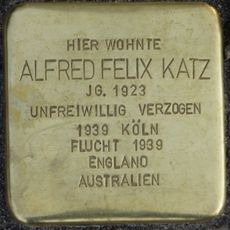 HIER WOHNTE
ALFRED FELIX KATZ
JG. 1923
UNFREIWILLIG VERZOGEN
1939 KÖLN
FLUCHT 1939
ENGLAND
AUSTRALIEN